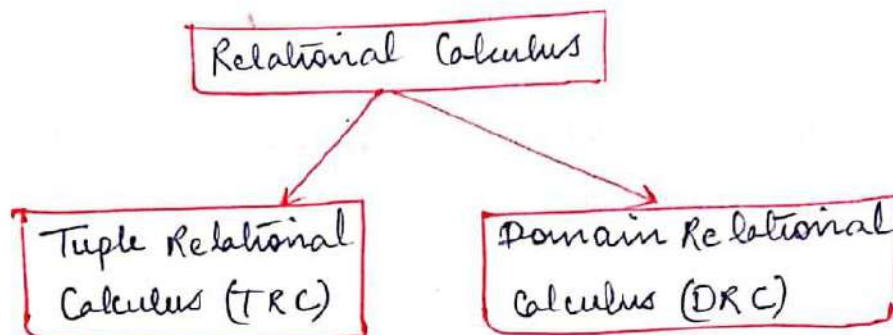 Relational Calculus
Tuple Relational
Calculus (TRC)
Domain Relational
Calculus (DRC)